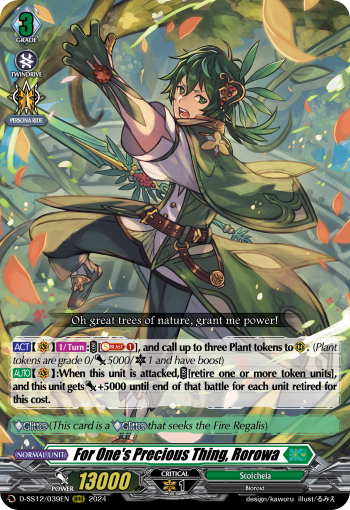 3
GRADE
TWINDRIVE
PERSONA RIDE
Oh great trees of nature, grant me power!
ACT 1/Turn : [ -BLAST 1], and call up to three Plant tokens to R. (Plant
tokens are grade 0/5000/1 and have boost)
AUTO : When this unit is attacked, [retire one or more token units],
and this unit gets +5000 until end of that battle for each unit retired for
this cost.
(This card is a that seeks the Fire Regalis)
NORMAL UNIT
For One's Precious Thing, Rorowa
POWER 13000
CRITICAL
1
Stoicheia
Bioroid
D-SS12/039EN RRR 2024
design/kaworu illust/るみえ